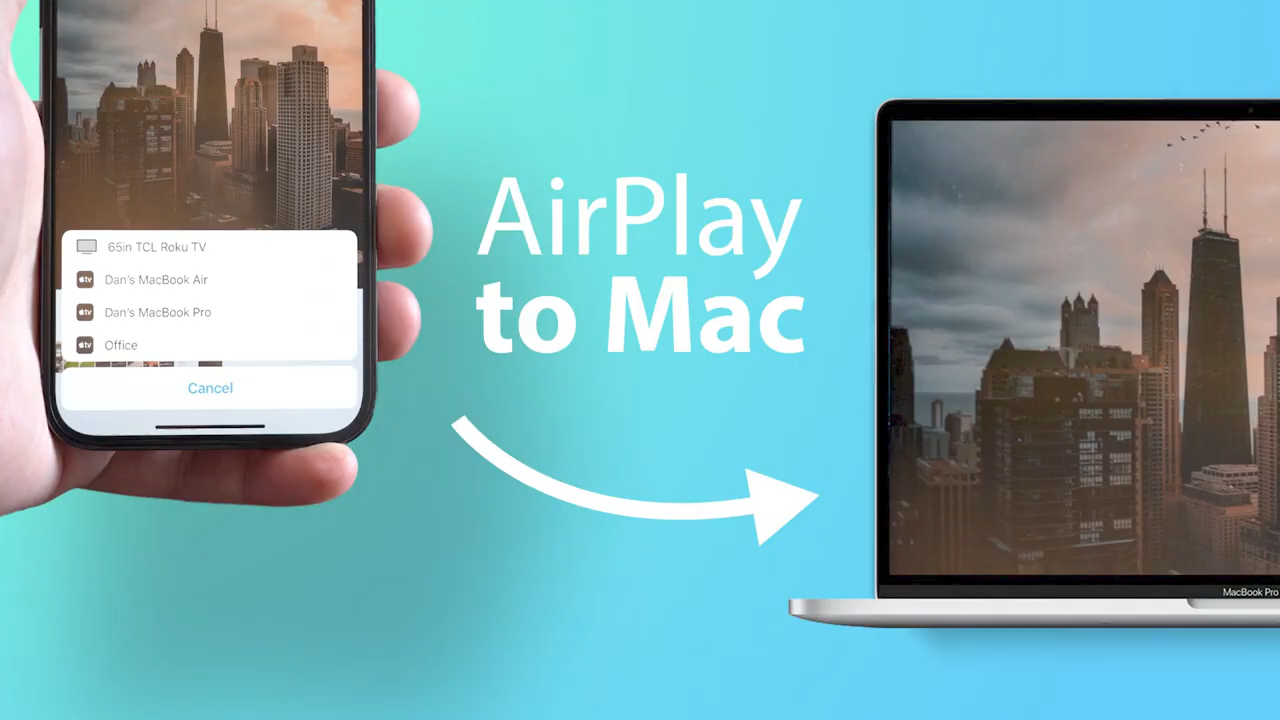 65in TCL Roku TV
Dan's MacBook Air
Dan's MacBook Pro
Office
Cancel
AirPlay
to Mac
MacBook Pro